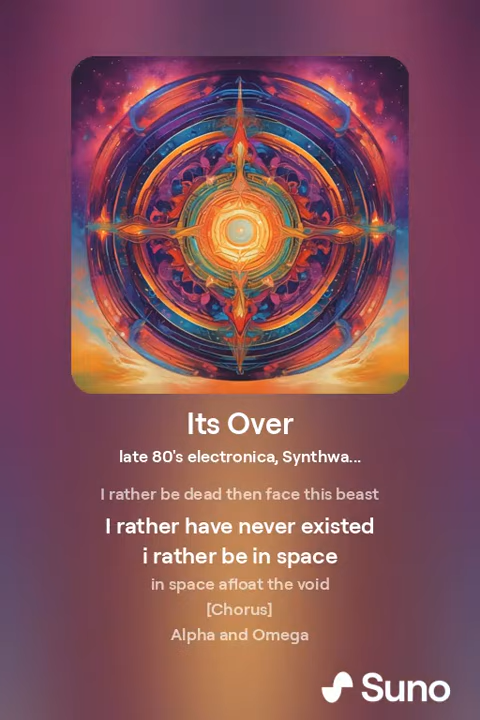 Its Over
late 80's electronica, Synthwa...
I rather be dead then face this beast
I rather have never existed
i rather be in space
in space afloat the void
[Chorus]
Alpha and Omega
Suno